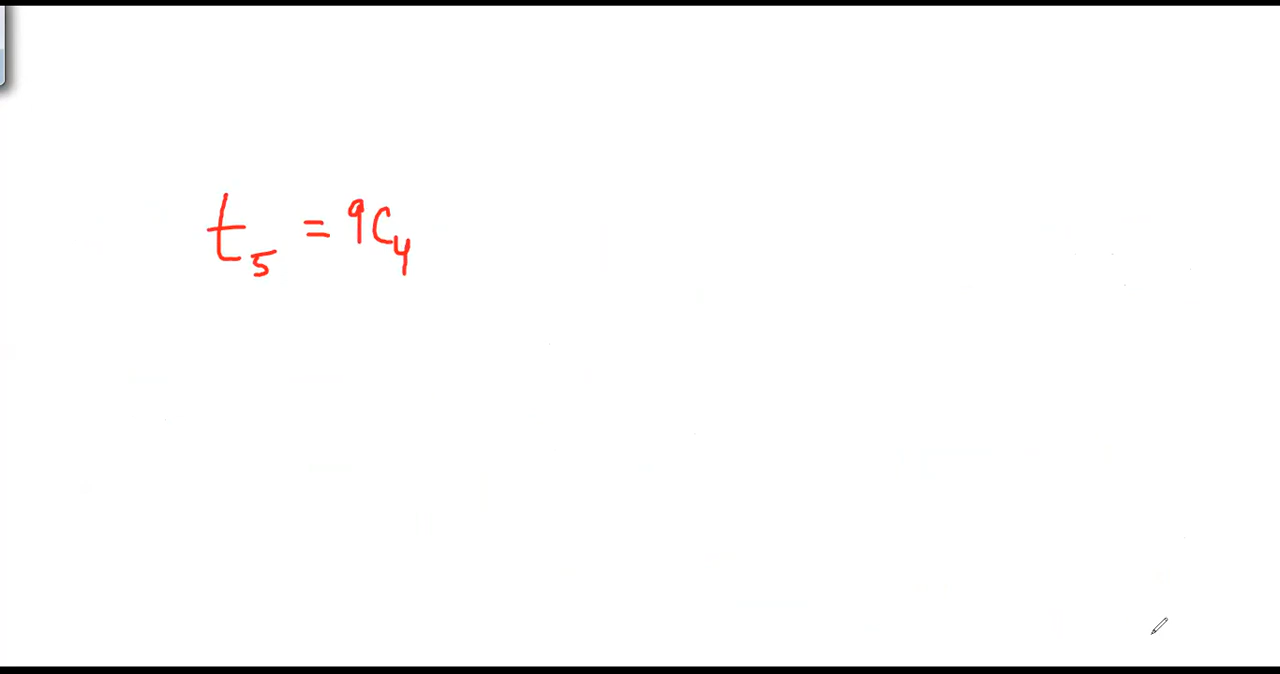 t₅ = 9C₄